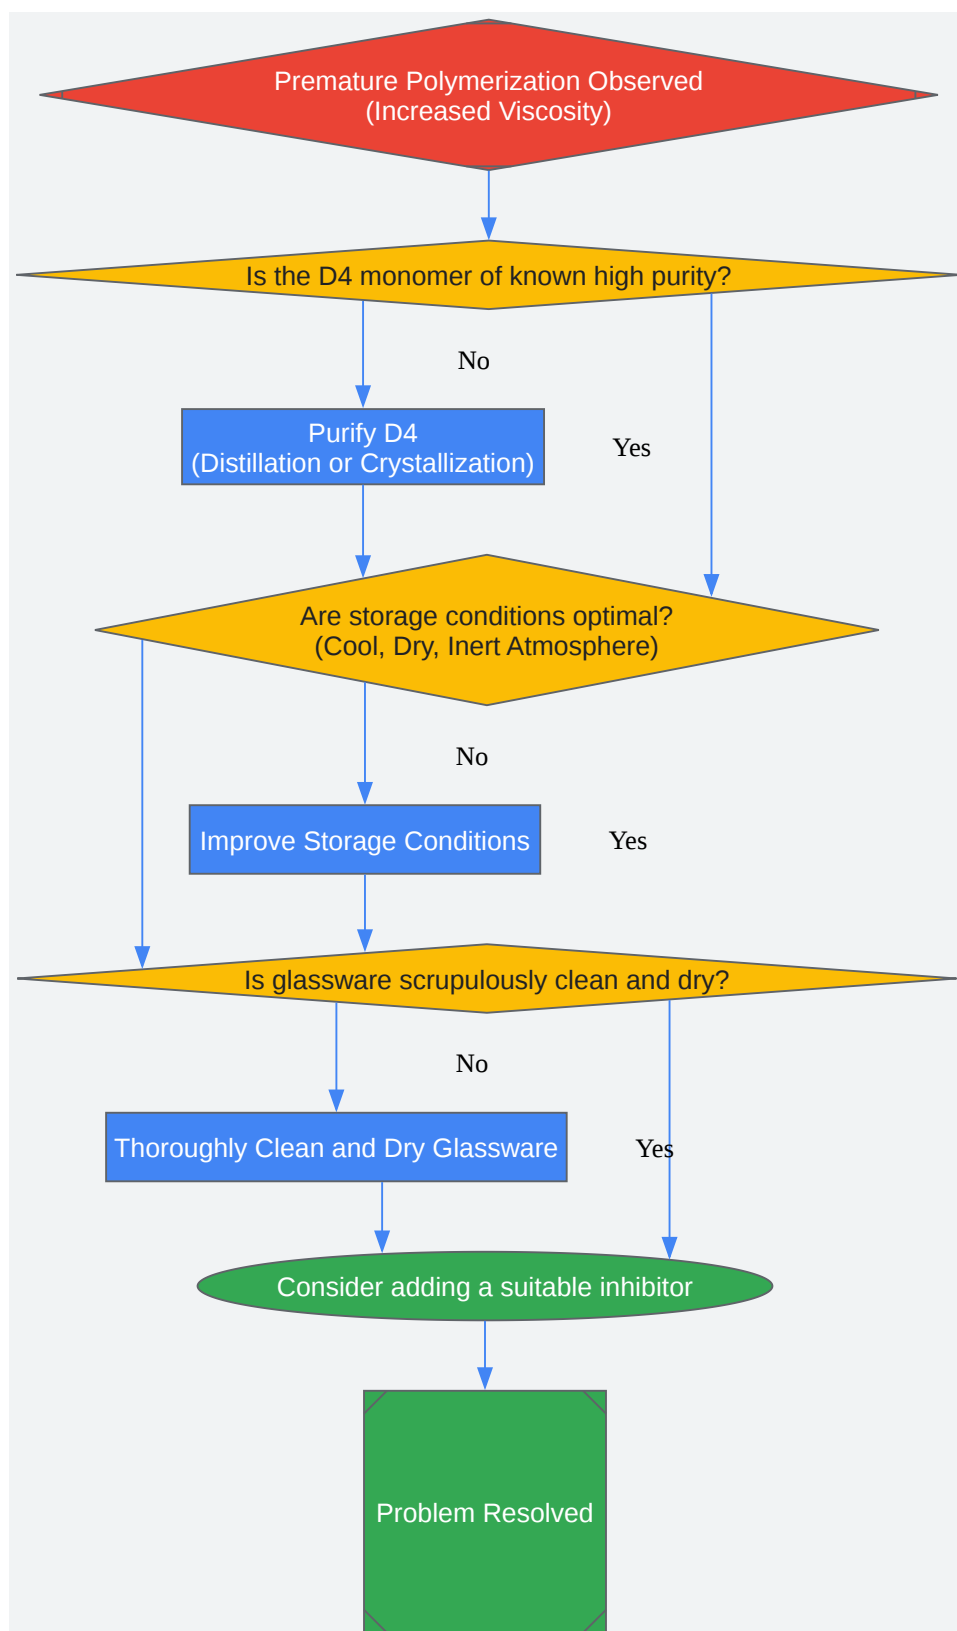 Premature Polymerization Observed
(Increased Viscosity)
Is the D4 monomer of known high purity?
No
Purify D4
(Distillation or Crystallization)
Yes
Are storage conditions optimal?
(Cool, Dry, Inert Atmosphere)
No
Improve Storage Conditions
Yes
Is glassware scrupulously clean and dry?
No
Thoroughly Clean and Dry Glassware
Yes
Consider adding a suitable inhibitor
Problem Resolved